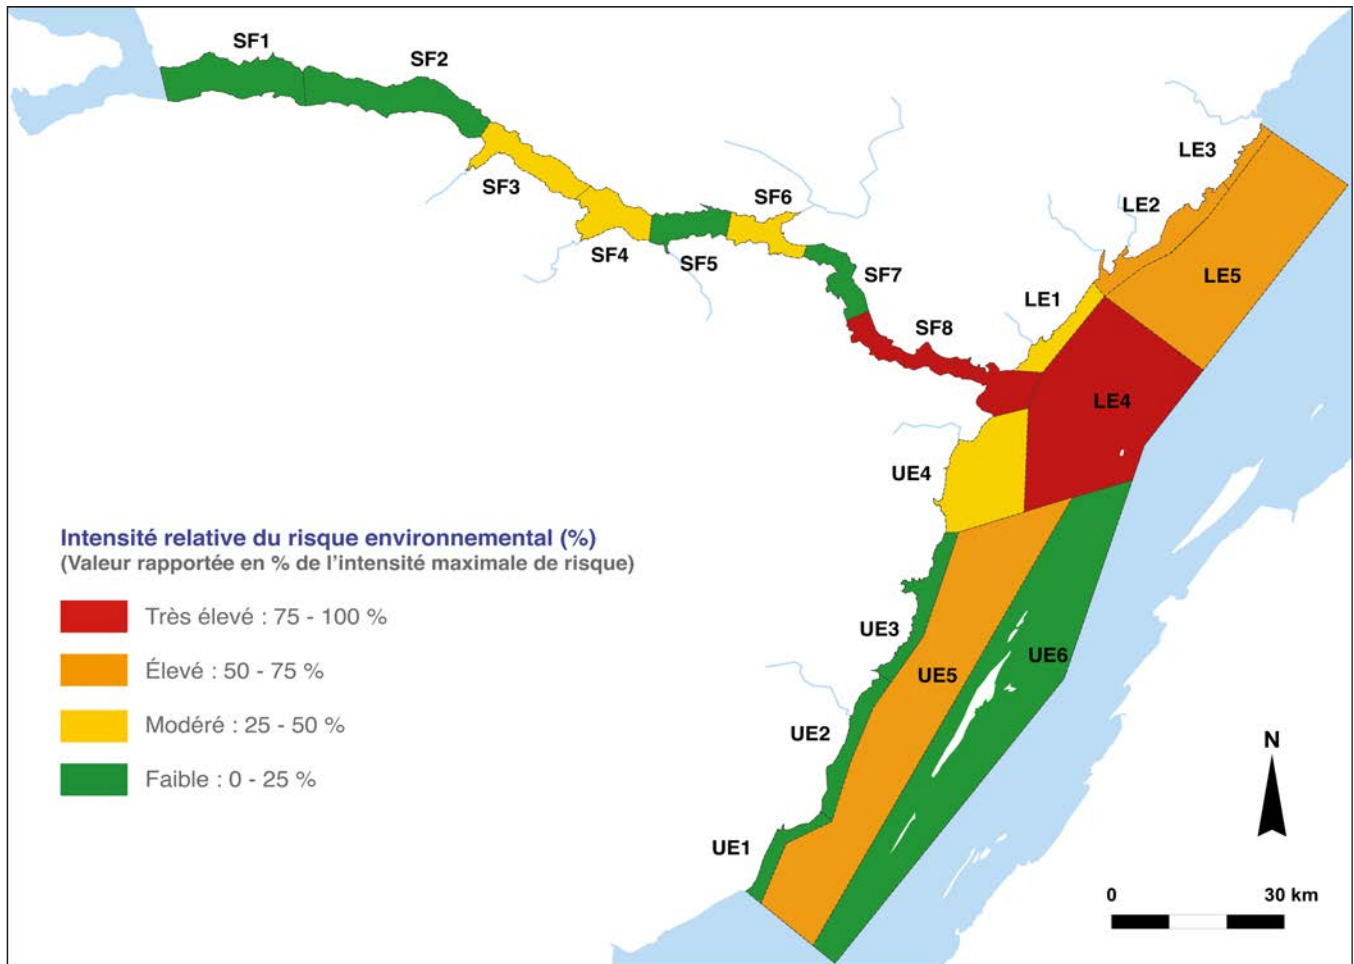 SF1
SF2
SF3
SF4
SF5
SF6
SF7
SF8
LE3
LE2
LE5
LE1
LE4
UE4
UE3
UE5
UE6
UE2
UE1
Intensité relative du risque environnemental (%)
(Valeur rapportée en % de l’intensité maximale de risque)
Très élevé : 75 - 100 %
Élevé : 50 - 75 %
Modéré : 25 - 50 %
Faible : 0 - 25 %
N
0 30 km